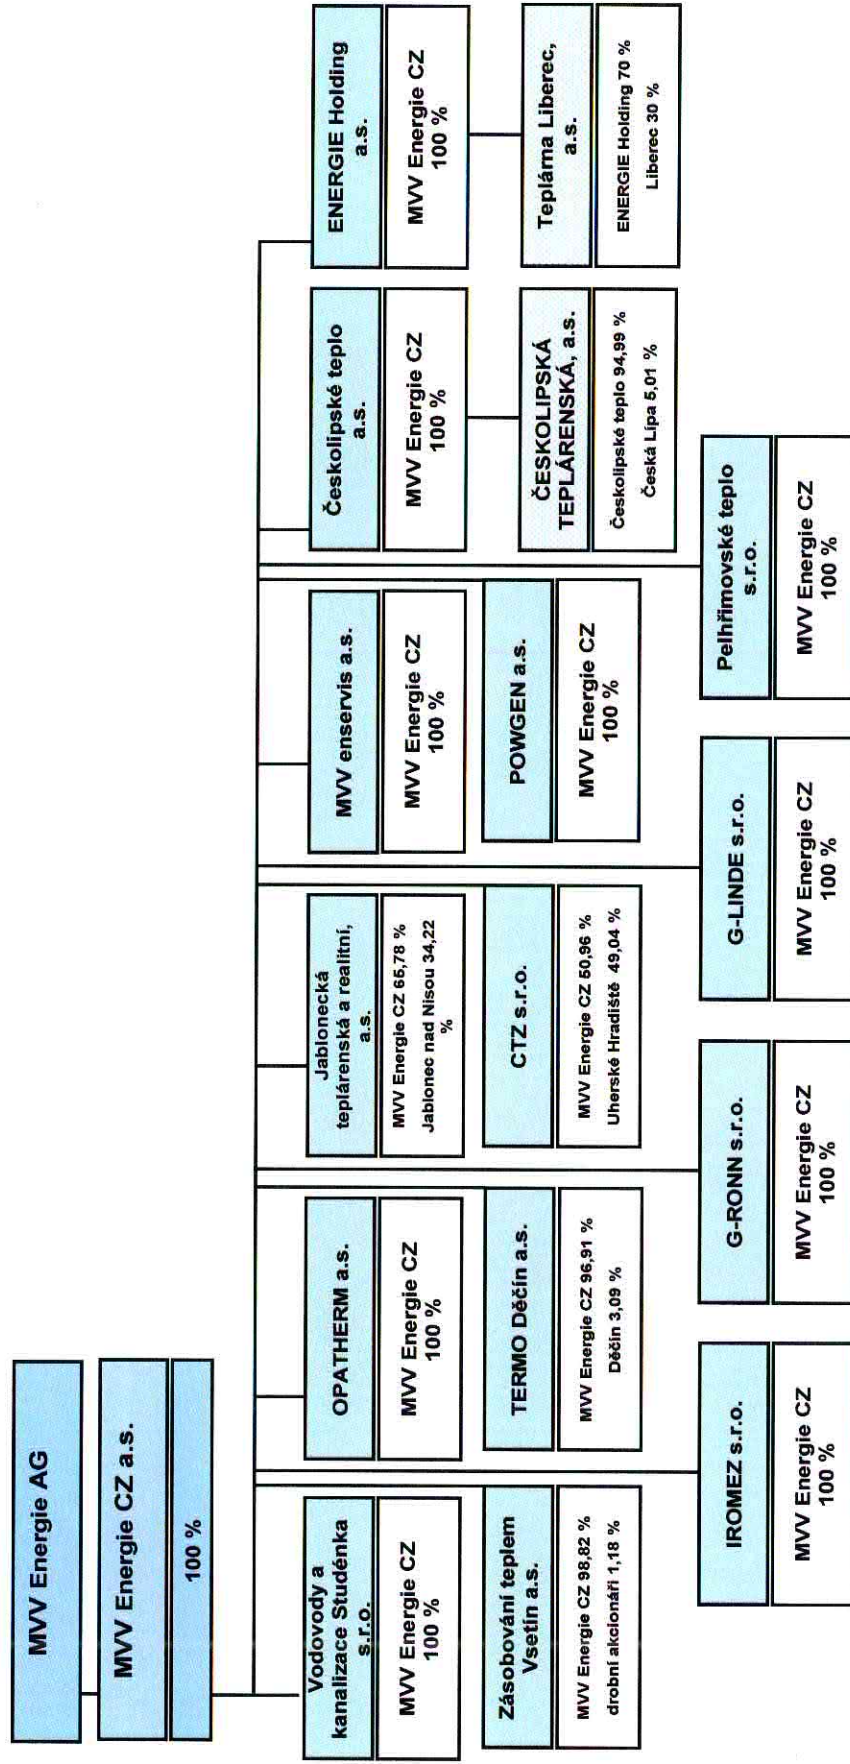 MVV Energie AG
MVV Energie CZ a.s.
100 %
Vodovody a
kanalizace Studénka
s.r.o.
MVV Energie CZ
100 %
OPATHERM a.s.
MVV Energie CZ
100 %
Jablonecká
teplárenská a realitní,
a.s.
MVV Energie CZ 65,78 %
Jablonec nad Nisou 34,22
%
MVV enservis a.s.
MVV Energie CZ
100 %
Českolipské teplo
a.s.
MVV Energie CZ
100 %
ENERGIE Holding
a.s.
MVV Energie CZ
100 %
Zásobování teplem
Vsetín a.s.
MVV Energie CZ 98,82 %
drobní akcionáři 1,18 %
TERMO Děčín a.s.
MVV Energie CZ 96,91 %
Děčín 3,09 %
CTZ s.r.o.
MVV Energie CZ 50,96 %
Uherské Hradiště 49,04 %
POWGEN a.s.
MVV Energie CZ
100 %
ČESKOLIPSKÁ
TEPLÁRENSKÁ, a.s.
Českolipské teplo 94,99 %
Česká Lípa 5,01 %
Teplárna Liberec,
a.s.
ENERGIE Holding 70 %
Liberec 30 %
IROMEZ s.r.o.
MVV Energie CZ
100 %
G-RONN s.r.o.
MVV Energie CZ
100 %
G-LINDE s.r.o.
MVV Energie CZ
100 %
Pelhřimovské teplo
s.r.o.
MVV Energie CZ
100 %